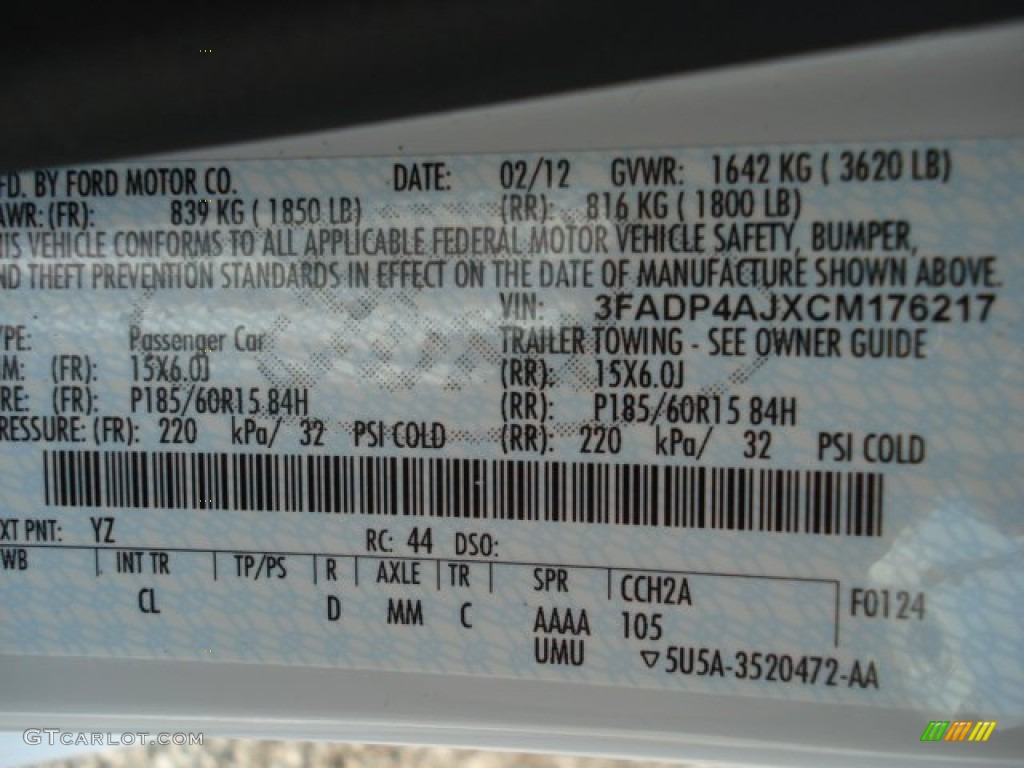 FD. BY FORD MOTOR CO. DATE: 02/12 GVWR: 1642 KG ( 3620 LB)
AWR: (FR): 839 KG ( 1850 LB) (RR): 816 KG ( 1800 LB)
IS VEHICLE CONFORMS TO ALL APPLICABLE FEDERAL MOTOR VEHICLE SAFETY, BUMPER,
ND THEFT PREVENTION STANDARDS IN EFFECT ON THE DATE OF MANUFACTURE SHOWN ABOVE.
VIN: 3FADP4AJXCM176217
YPE: Passenger Car TRAILER TOWING - SEE OWNER GUIDE
M: (FR): 15X6.0J (RR): 15X6.0J
RE: (FR): P185/60R15 84H (RR): P185/60R15 84H
RESSURE: (FR): 220 kPa/ 32 PSI COLD (RR): 220 kPa/ 32 PSI COLD
XT PNT: YZ RC: 44 DSO:
WB INT TR TP/PS R AXLE TR SPR CCH2A F0124
CL D MM C AAAA 105
UMU ▽5U5A-3520472-AA
GTCARLOT.COM